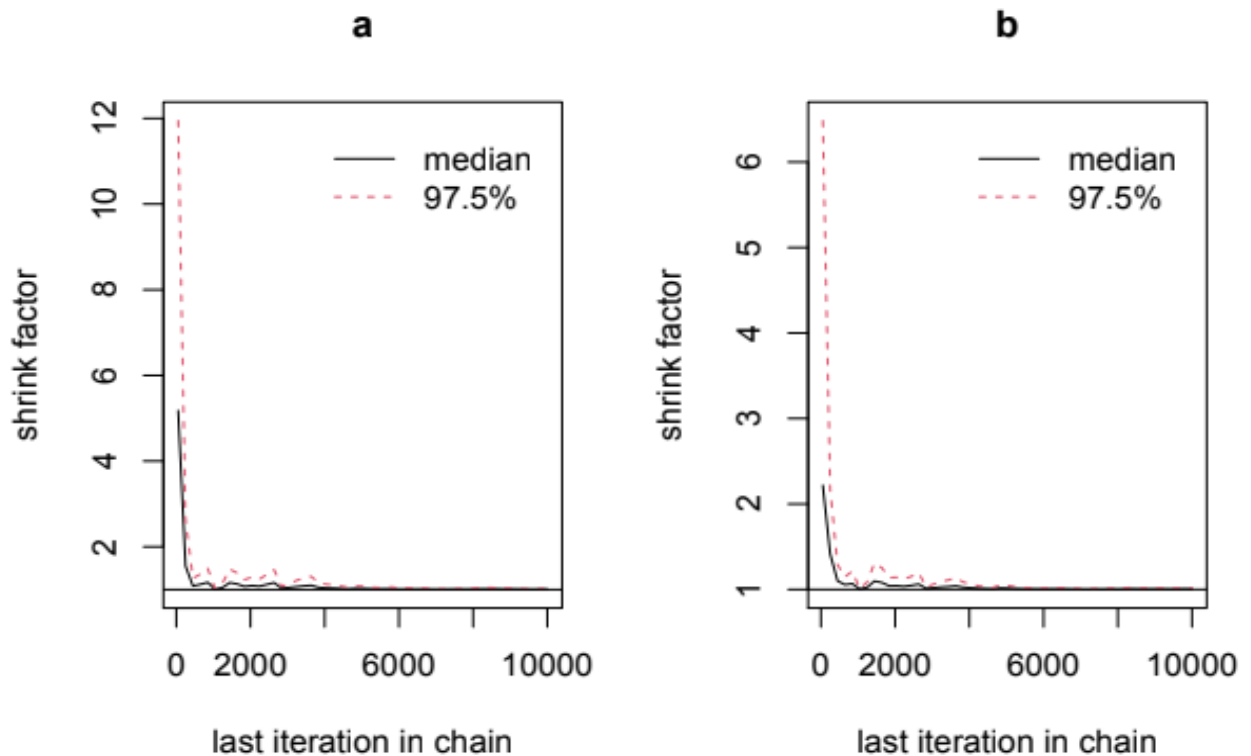 a
12
10
8
6
4
2
shrink factor
median
97.5%
0 2000 6000 10000
last iteration in chain
b
6
5
4
3
2
1
shrink factor
median
97.5%
0 2000 6000 10000
last iteration in chain